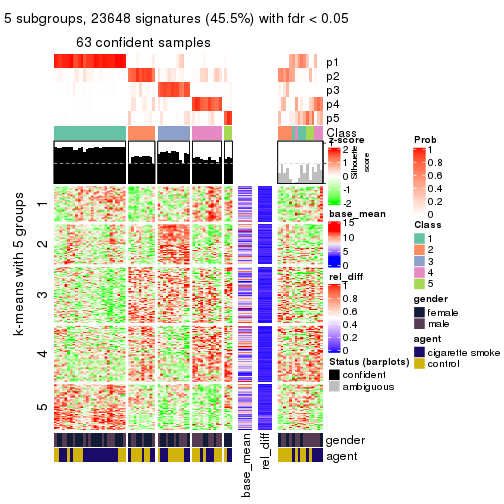 5 subgroups, 23648 signatures (45.5%) with fdr < 0.05
63 confident samples
p1
p2
p3
p4
p5
Class
1
0.5
0
Silhouette
score
k-means with 5 groups
1
2
3
4
5
base_mean
rel_diff
gender
agent
z-score
2
1
0
-1
-2
base_mean
15
10
5
0
rel_diff
1
0.8
0.6
0.4
0.2
0
Status (barplots)
confident
ambiguous
Prob
1
0.8
0.6
0.4
0.2
0
Class
1
2
3
4
5
gender
female
male
agent
cigarette smoke
control